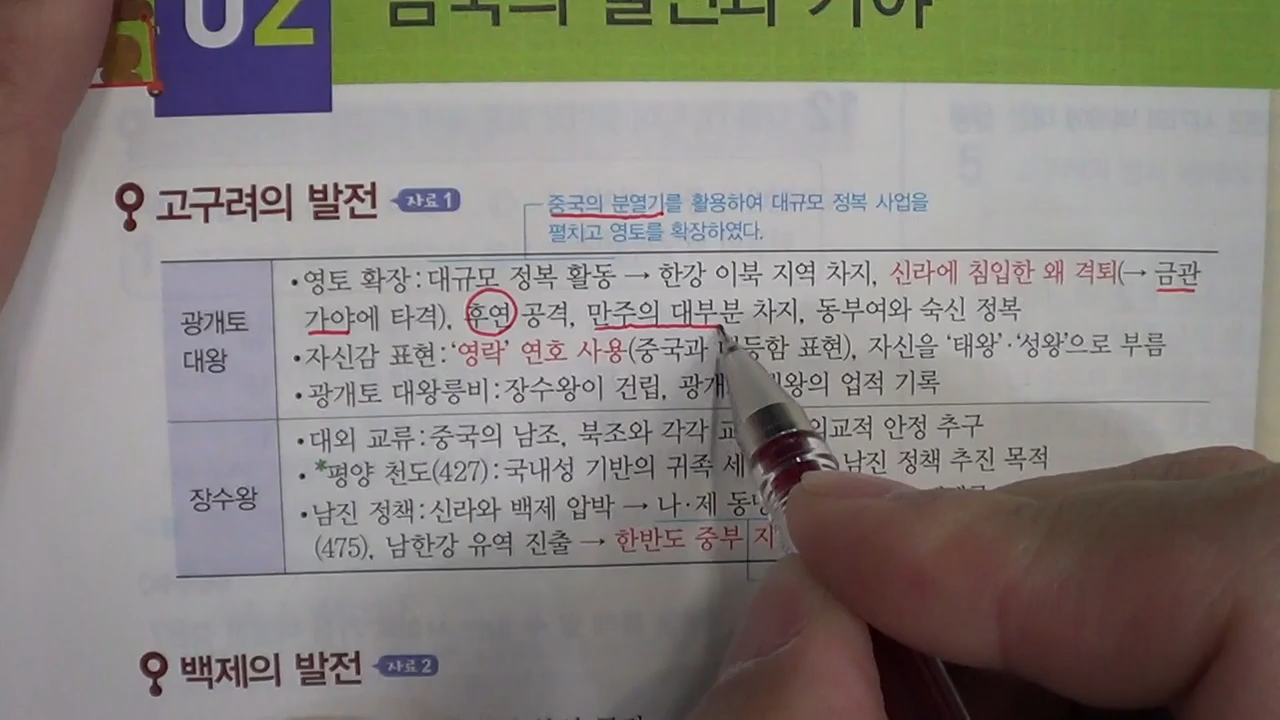 02
고구려의 발전 자료1
중국의 분열기를 활용하여 대규모 정복 사업을
펼치고 영토를 확장하였다.
광개토
대왕
• 영토 확장: 대규모 정복 활동 → 한강 이북 지역 차지, 신라에 침입한 왜 격퇴(→ 금관
가야에 타격), 후연 공격, 만주의 대부분 차지, 동부여와 숙신 정복
• 자신감 표현: ‘영락’ 연호 사용(중국과 함 표현), 자신을 ‘태왕’·‘성왕’으로 부름
• 광개토 대왕릉비: 장수왕이 건립, 업적 기록
장수왕
• 대외 교류: 중국의 남조, 북조와 각각 외교적 안정 추구
• *평양 천도(427): 국내성 기반의 귀족 남진 정책 추진 목적
• 남진 정책: 신라와 백제 압박 → 나·제
(475), 남한강 유역 진출 → 한반도 중부
백제의 발전 자료2